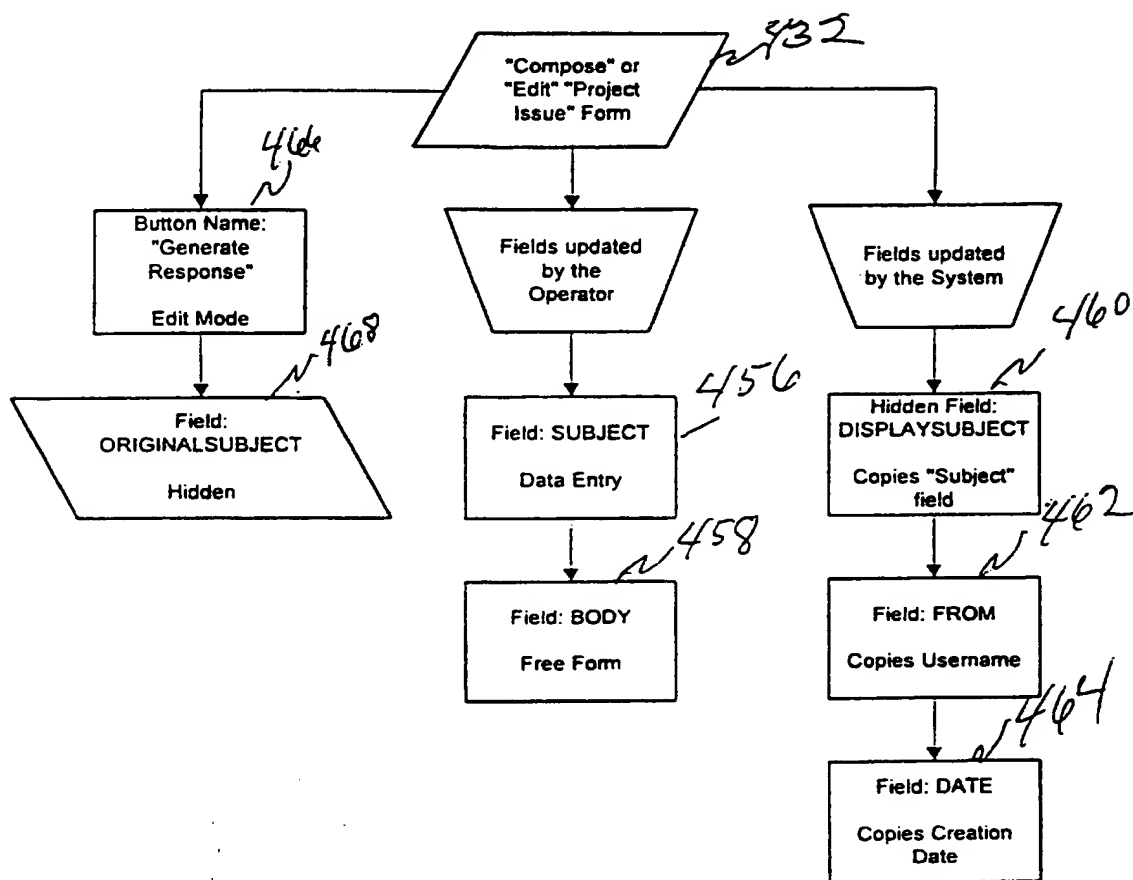 432
"Compose" or
"Edit" "Project
Issue" Form
466
Button Name:
"Generate
Response"
Edit Mode
Fields updated
by the
Operator
Fields updated
by the System
468
Field:
ORIGINALSUBJECT
Hidden
456
Field: SUBJECT
Data Entry
458
Field: BODY
Free Form
460
Hidden Field:
DISPLAYSUBJECT
Copies "Subject"
field
462
Field: FROM
Copies Username
464
Field: DATE
Copies Creation
Date